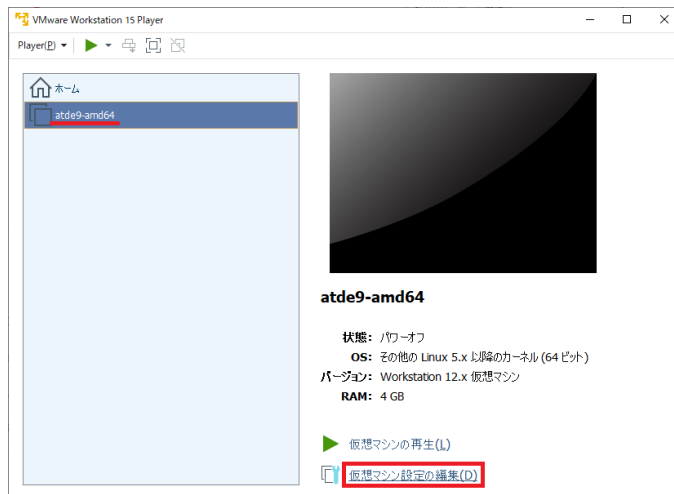 VMware Workstation 15 Player
Player(P)
ホーム
atde9-amd64
atde9-amd64
状態: パワーオフ
OS: その他の Linux 5.x 以降のカーネル (64 ビット)
バージョン: Workstation 12.x 仮想マシン
RAM: 4 GB
仮想マシンの再生(L)
仮想マシン設定の編集(D)